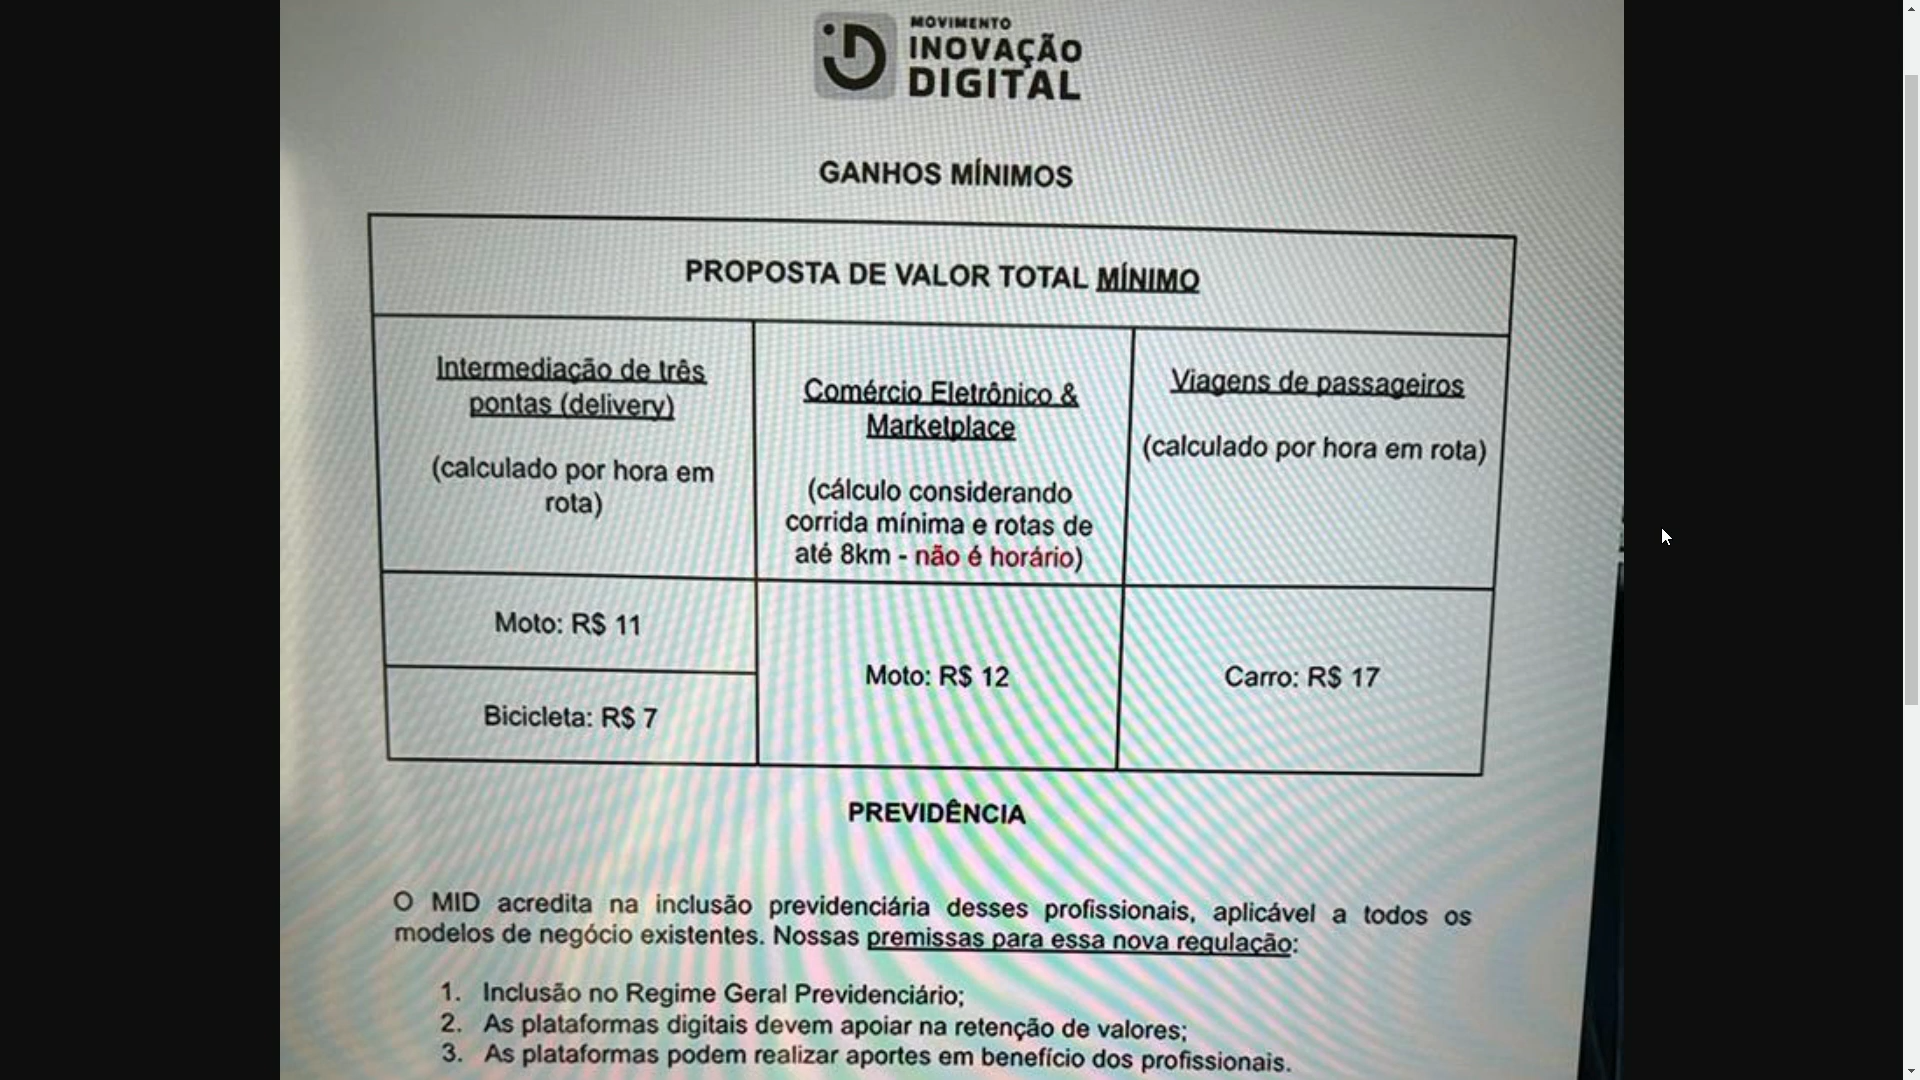 MOVIMENTO
INOVAÇÃO
DIGITAL
GANHOS MÍNIMOS
PROPOSTA DE VALOR TOTAL MÍNIMO
Intermediação de três
pontas (delivery)
(calculado por hora em
rota)
Comércio Eletrônico &
Marketplace
(cálculo considerando
corrida mínima e rotas de
até 8km - não é horário)
Viagens de passageiros
(calculado por hora em rota)
Moto: R$ 11
Bicicleta: R$ 7
Moto: R$ 12
Carro: R$ 17
PREVIDÊNCIA
O MID acredita na inclusão previdenciária desses profissionais, aplicável a todos os
modelos de negócio existentes. Nossas premissas para essa nova regulação:
1. Inclusão no Regime Geral Previdenciário;
2. As plataformas digitais devem apoiar na retenção de valores;
3. As plataformas podem realizar aportes em benefício dos profissionais.